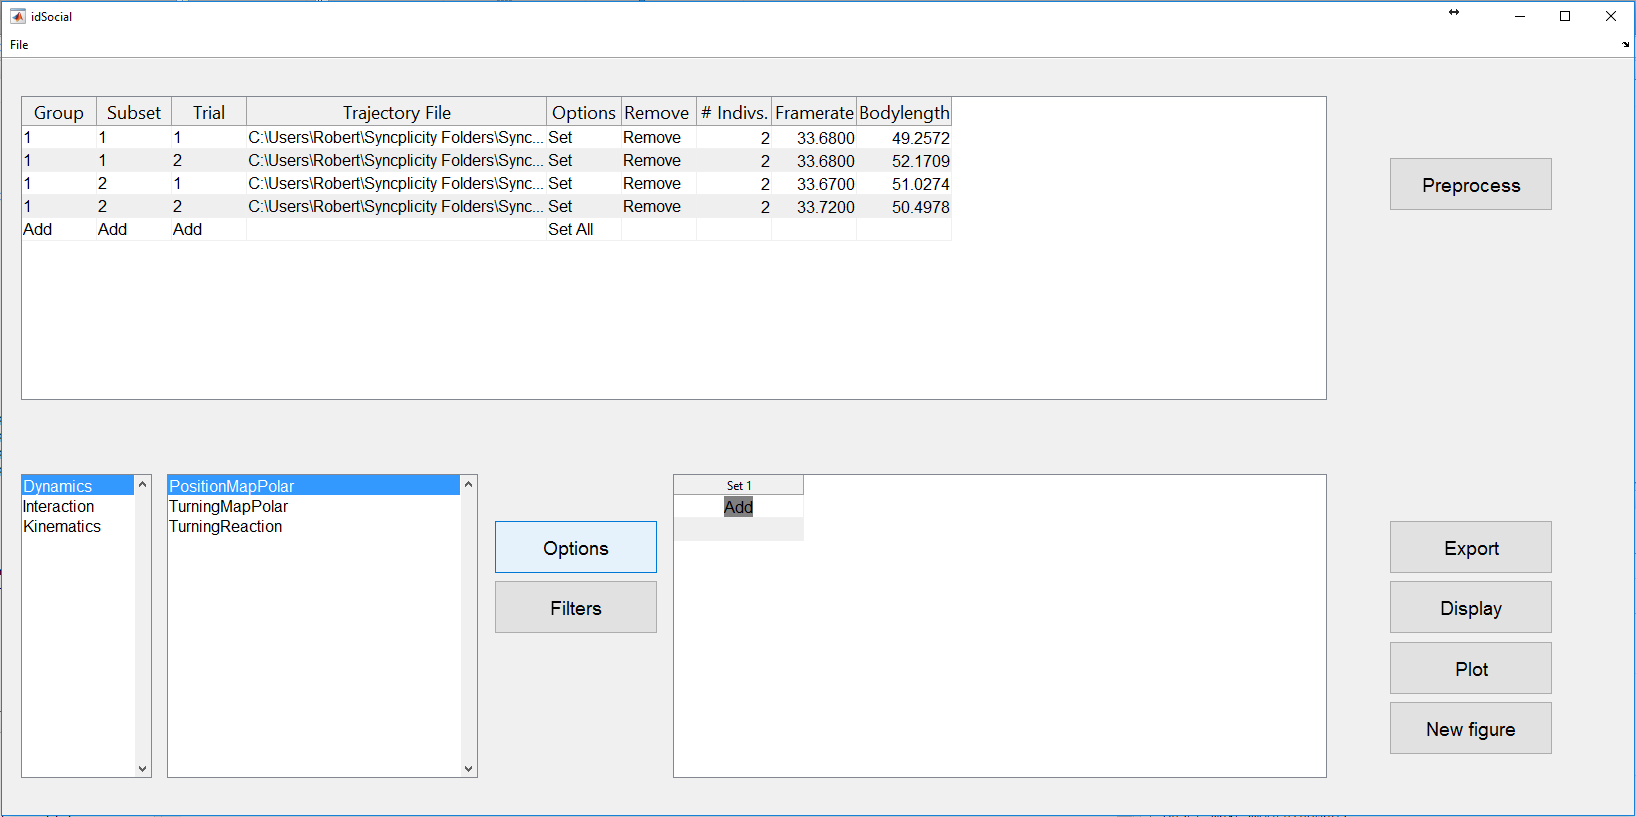 idSocial
File
Group Subset Trial Trajectory File Options Remove # Indivs. Framerate Bodylength
1 1 1 C:\Users\Robert\Syncplicity Folders\Sync... Set Remove 2 33.6800 49.2572
1 1 2 C:\Users\Robert\Syncplicity Folders\Sync... Set Remove 2 33.6800 52.1709
1 2 1 C:\Users\Robert\Syncplicity Folders\Sync... Set Remove 2 33.6700 51.0274
1 2 2 C:\Users\Robert\Syncplicity Folders\Sync... Set Remove 2 33.7200 50.4978
Add Add Add Set All
Preprocess
Dynamics
Interaction
Kinematics
PositionMapPolar
TurningMapPolar
TurningReaction
Options
Filters
Set 1
Add
Export
Display
Plot
New figure